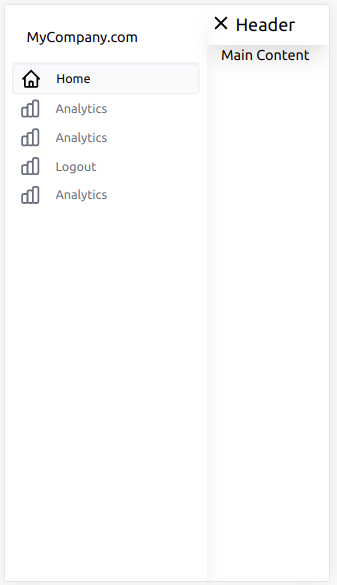 MyCompany.com
Home
Analytics
Analytics
Logout
Analytics
Header
Main Content